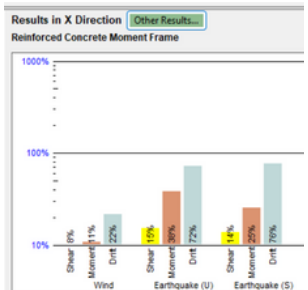 Results in X Direction Other Results...
Reinforced Concrete Moment Frame
1000%
100%
10%
Shear 8%
Moment 11%
Drift 22%
Shear 15%
Moment 38%
Drift 72%
Shear 14%
Moment 25%
Drift 76%
Wind Earthquake (U) Earthquake (S)